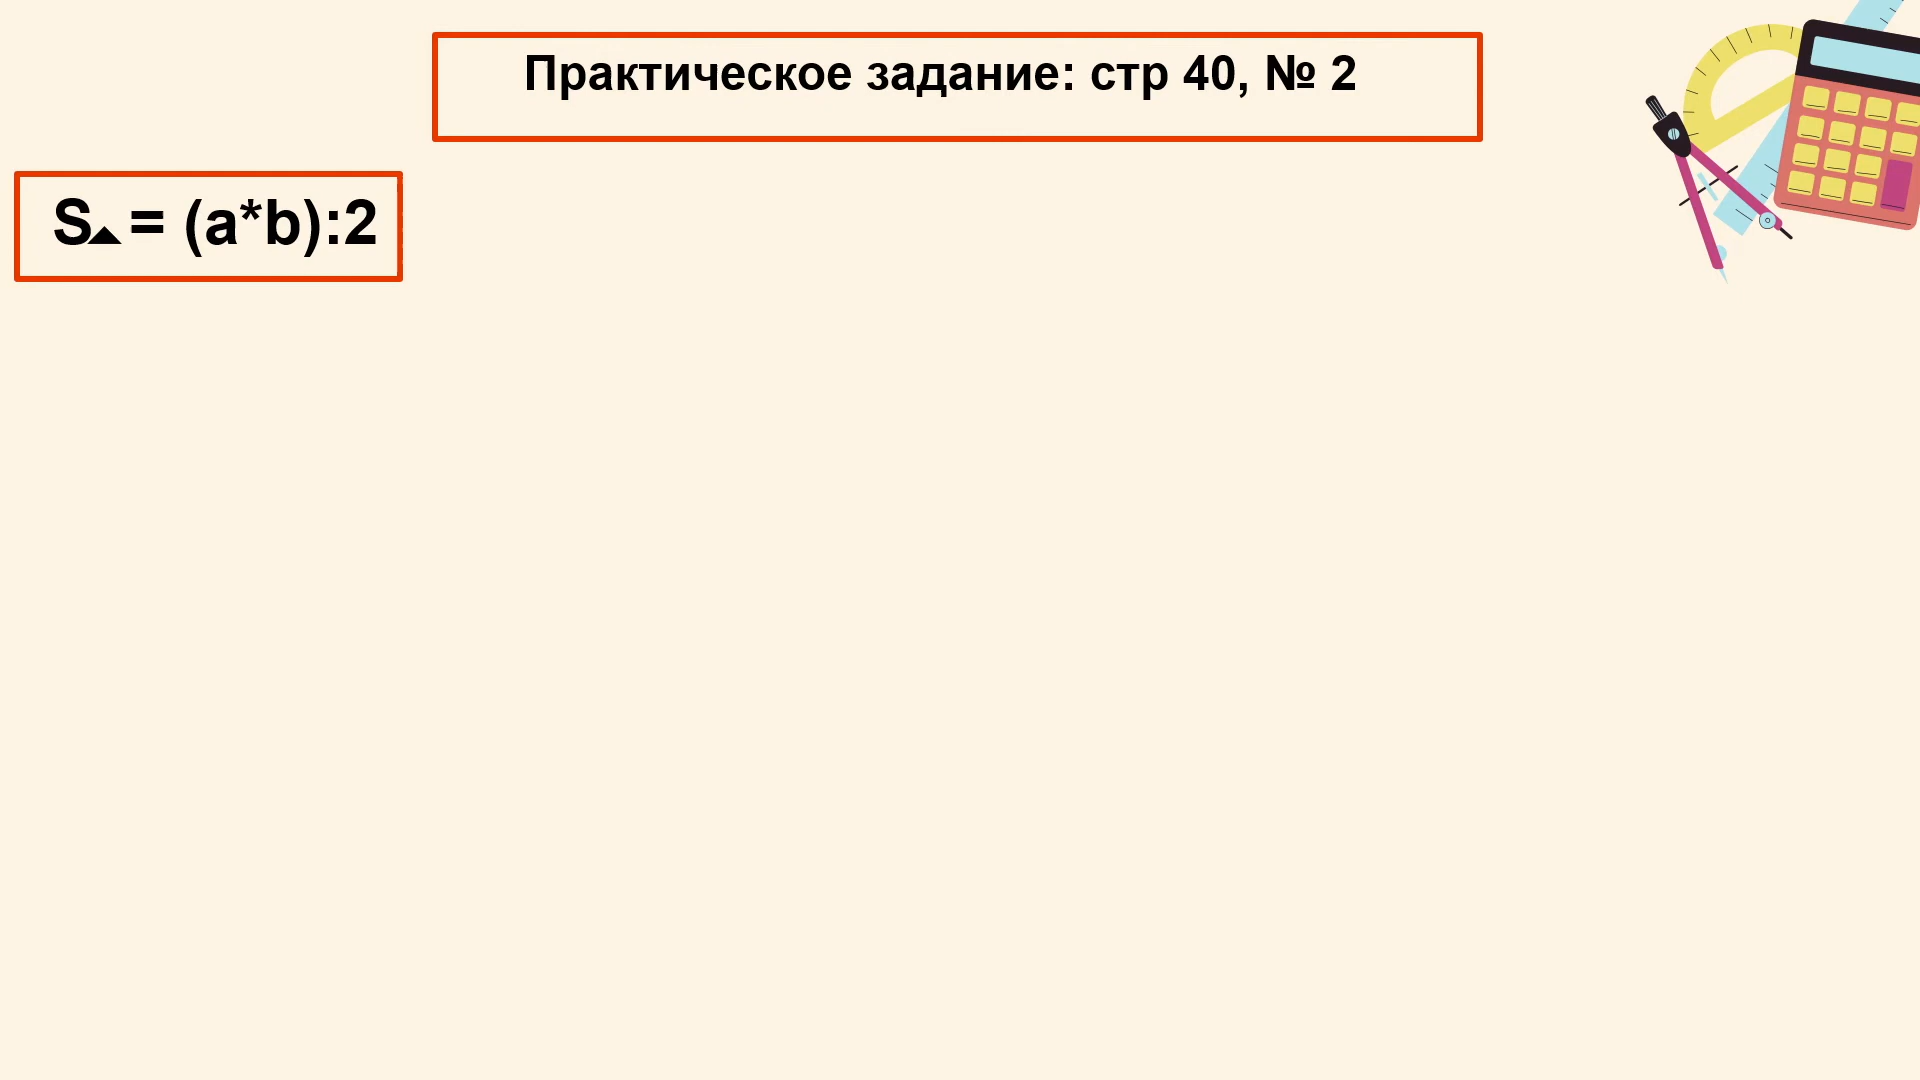 Практическое задание: стр 40, № 2
S▲= (a*b):2